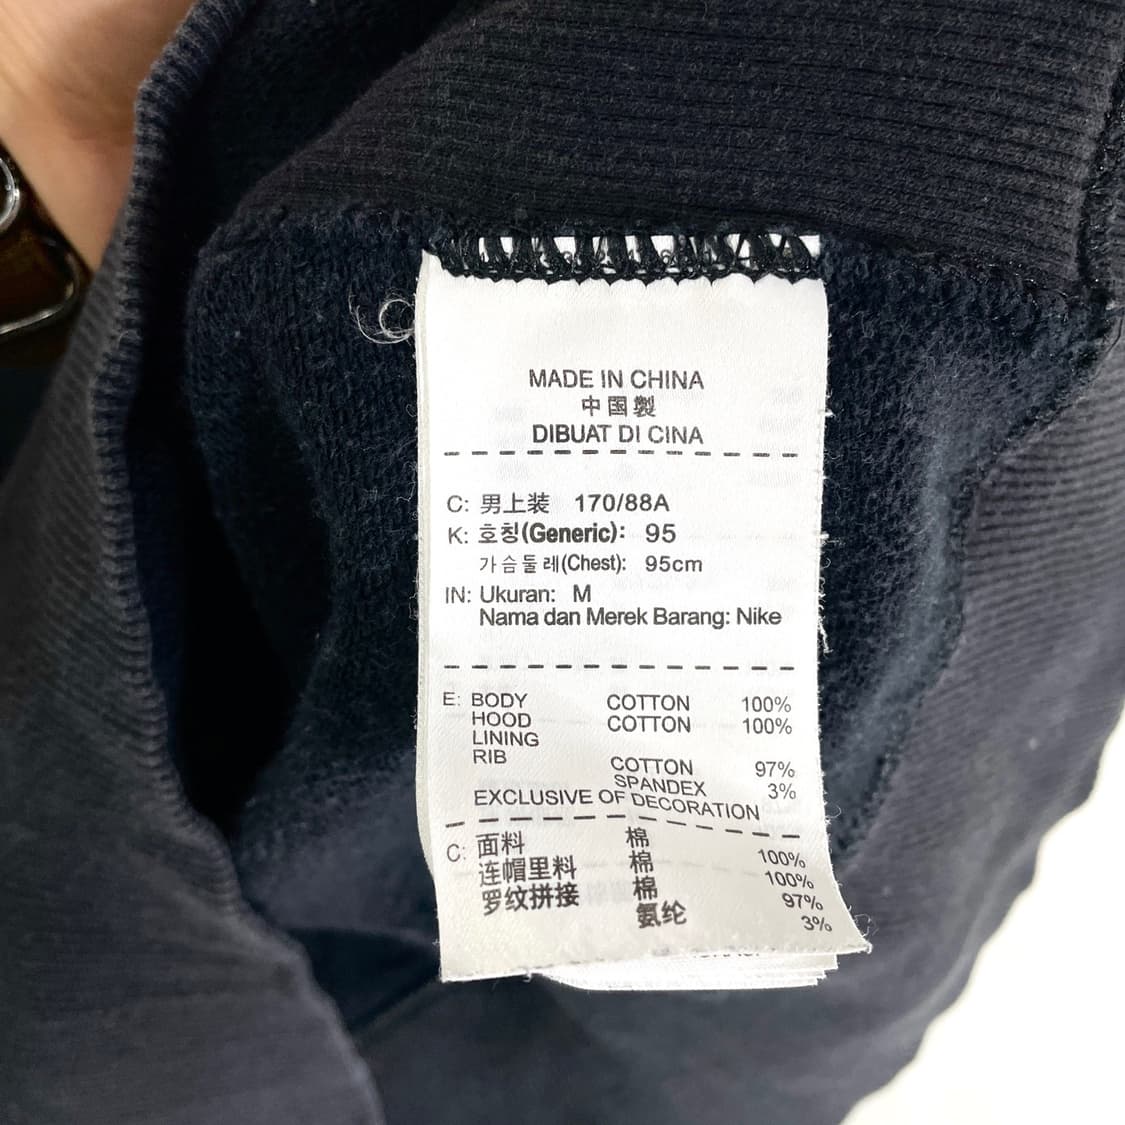 MADE IN CHINA
中国製
DIBUAT DI CINA
C: 男上装 170/88A
K: 호칭(Generic): 95
가슴둘레(Chest): 95cm
IN: Ukuran: M
Nama dan Merek Barang: Nike
E: BODY COTTON 100%
HOOD COTTON 100%
LINING
RIB COTTON 97%
SPANDEX 3%
EXCLUSIVE OF DECORATION
C: 面料 棉 100%
连帽里料 棉 100%
罗纹拼接 棉 97%
氨纶 3%